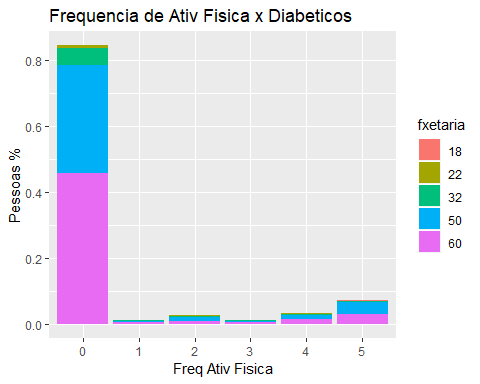 Frequencia de Ativ Fisica x Diabeticos
Pessoas %
0.8
0.6
0.4
0.2
0.0
0 1 2 3 4 5
Freq Ativ Fisica
fxetaria
18
22
32
50
60